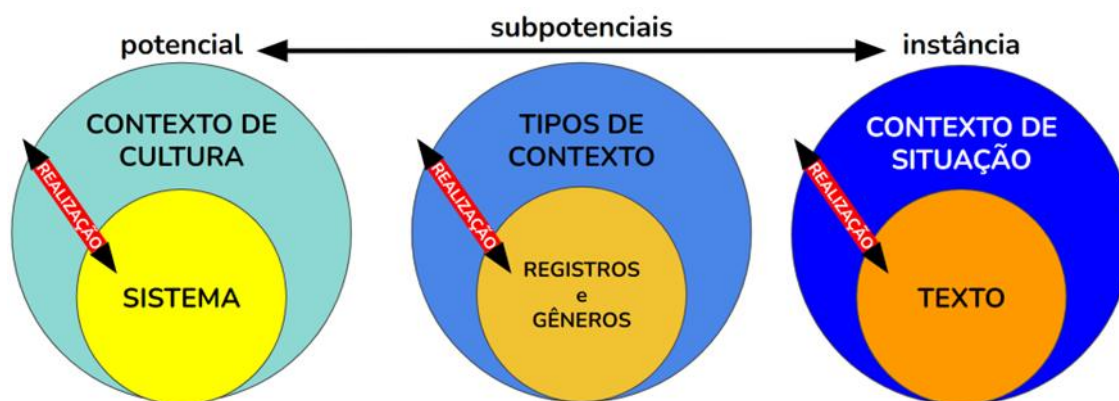 potencial
subpotenciais
instância
CONTEXTO DE
CULTURA
REALIZAÇÃO
SISTEMA
TIPOS DE
CONTEXTO
REALIZAÇÃO
REGISTROS
e
GÊNEROS
CONTEXTO DE
SITUAÇÃO
REALIZAÇÃO
TEXTO